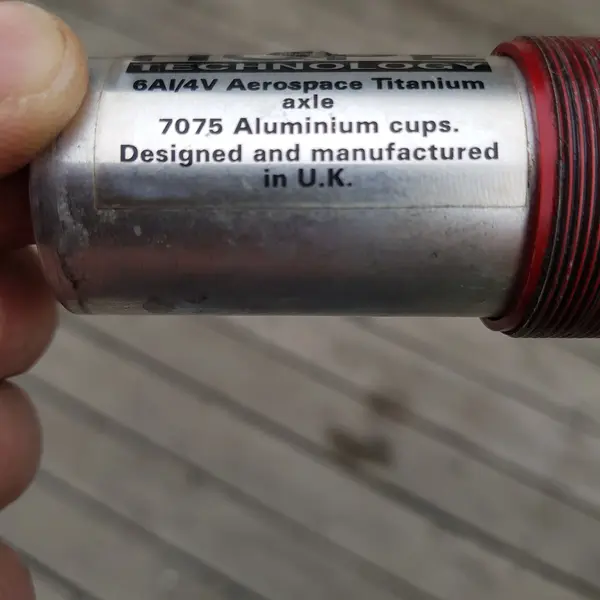 TECHNOLOGY
6Al/4V Aerospace Titanium
axle
7075 Aluminium cups.
Designed and manufactured
in U.K.